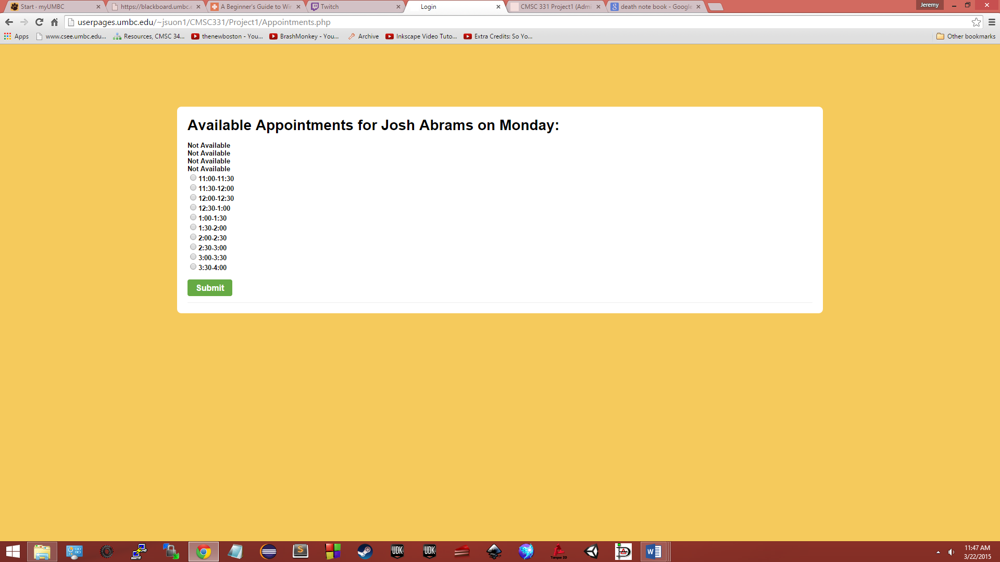 Start · myUMBC
https://blackboard.umbc.e
A Beginner's Guide to Wir
Twitch
Login
CMSC 331 Project1 (Admi
death note book - Google
Jeremy
userpages.umbc.edu/~jsuon1/CMSC331/Project1/Appointments.php
Apps
www.csee.umbc.edu...
Resources, CMSC 34...
thenewboston - You...
BrashMonkey - You...
Archive
Inkscape Video Tuto...
Extra Credits: So Yo...
Other bookmarks
Available Appointments for Josh Abrams on Monday:
Not Available
Not Available
Not Available
Not Available
11:00-11:30
11:30-12:00
12:00-12:30
12:30-1:00
1:00-1:30
1:30-2:00
2:00-2:30
2:30-3:00
3:00-3:30
3:30-4:00
Submit
UDK
UDK
Torque 3D
11:47 AM
3/22/2015